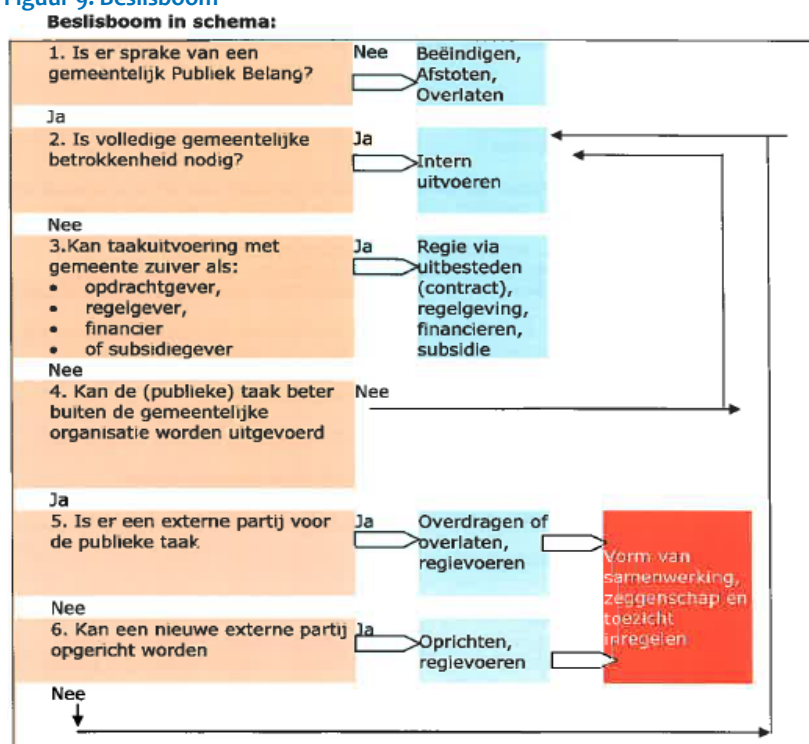 Figuur 9. Beslisboom
Beslisboom in schema:
1. Is er sprake van een
gemeentelijk Publiek Belang?
Nee
Beëindigen,
Afstoten,
Overlaten
Ja
2. Is volledige gemeentelijke
betrokkenheid nodig?
Ja
Intern
uitvoeren
Nee
3.Kan taakuitvoering met
gemeente zuiver als:
• opdrachtgever,
• regelgever,
• financier
• of subsidiegever
Ja
Regie via
uitbesteden
(contract),
regelgeving,
financieren,
subsidie
Nee
4. Kan de (publieke) taak beter
buiten de gemeentelijke
organisatie worden uitgevoerd
Nee
Ja
5. Is er een externe partij voor
de publieke taak
Ja
Overdragen of
overlaten,
regievoeren
Vorm van
samenwerking,
zeggenschap en
toezicht
inregelen
Nee
6. Kan een nieuwe externe partij
opgericht worden
Ja
Oprichten,
regievoeren
Nee